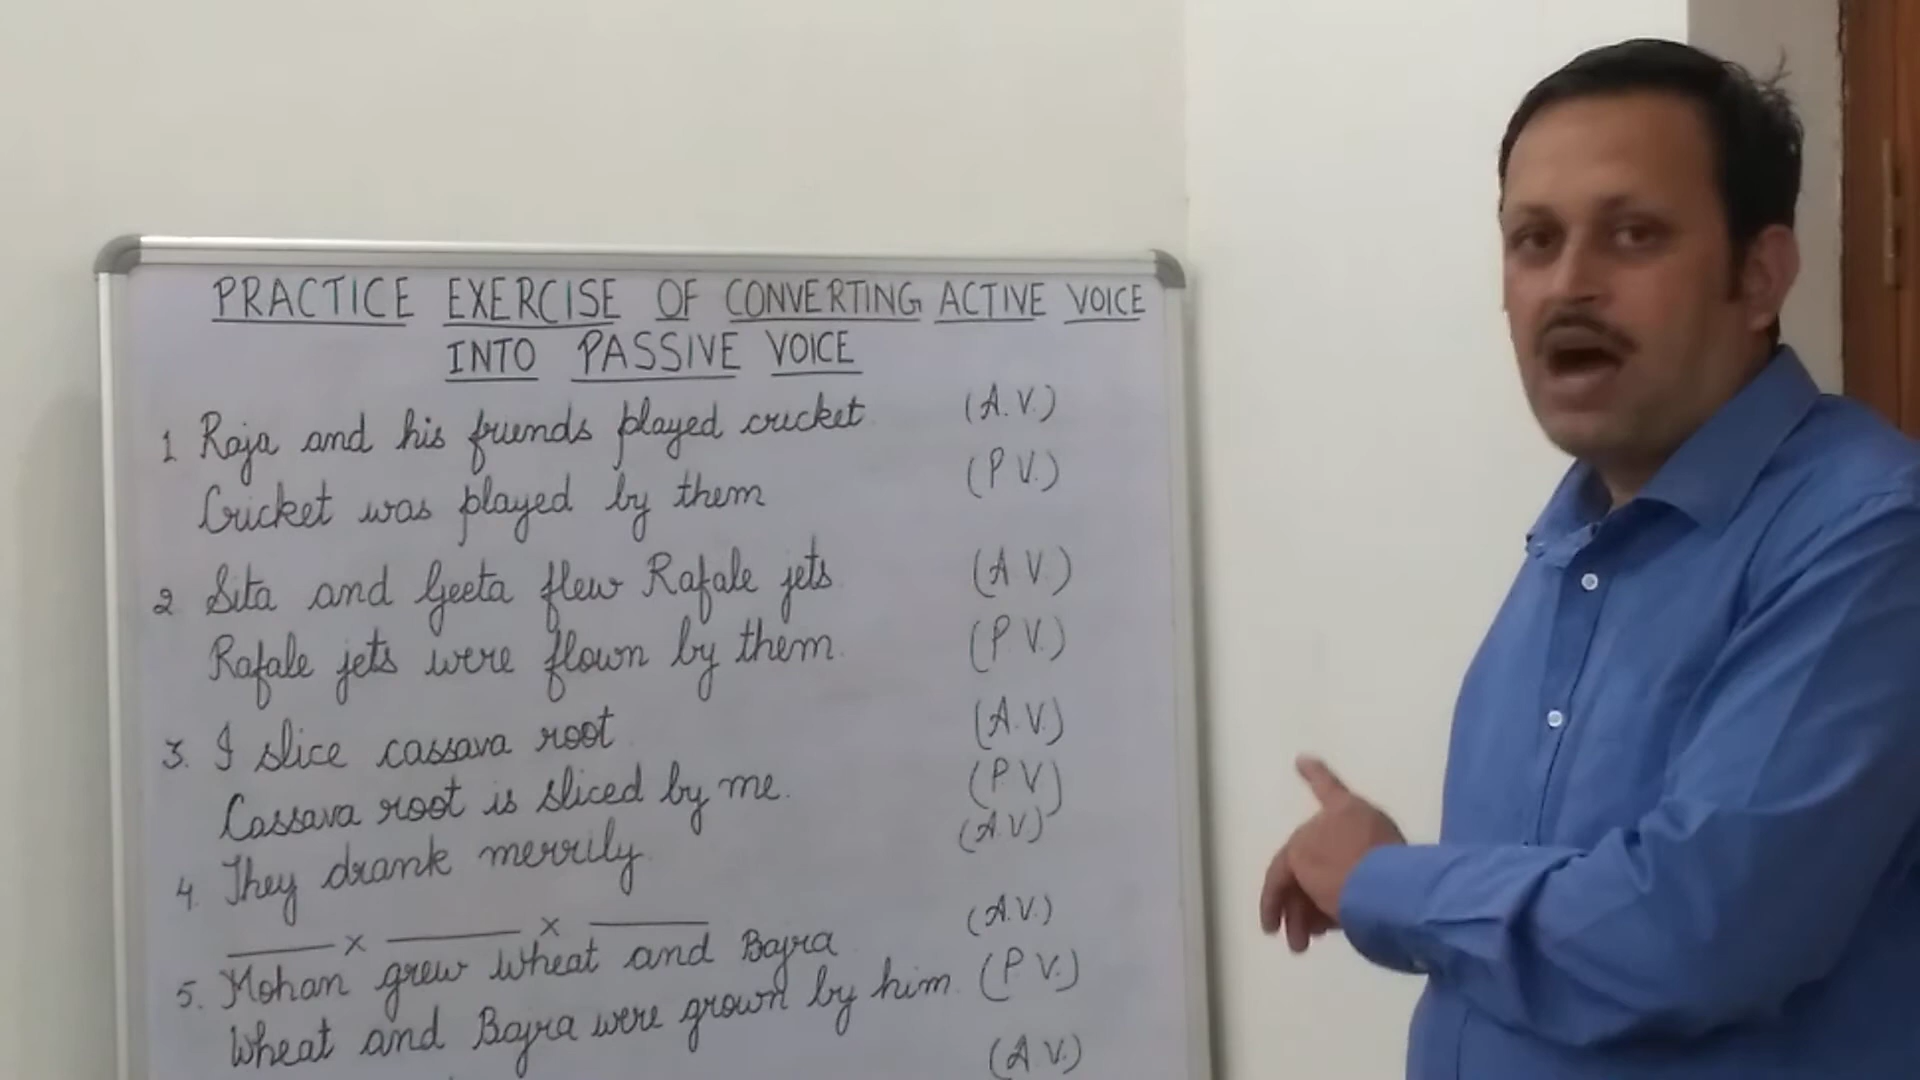 PRACTICE EXERCISE OF CONVERTING ACTIVE VOICE
INTO PASSIVE VOICE
1 Raja and his friends played cricket (A.V.)
Cricket was played by them (P V.)
2 Sita and Geeta flew Rafale jets (A V.)
Rafale jets were flown by them. (P V.)
3. I slice cassava root (A.V.)
Cassava root is sliced by me. (P V)
4. They drank merrily. (A.V)
____ x ____ x ____
5. Mohan grew wheat and Bajra (A.V.)
Wheat and Bajra were grown by him. (P V.)
(A V.)